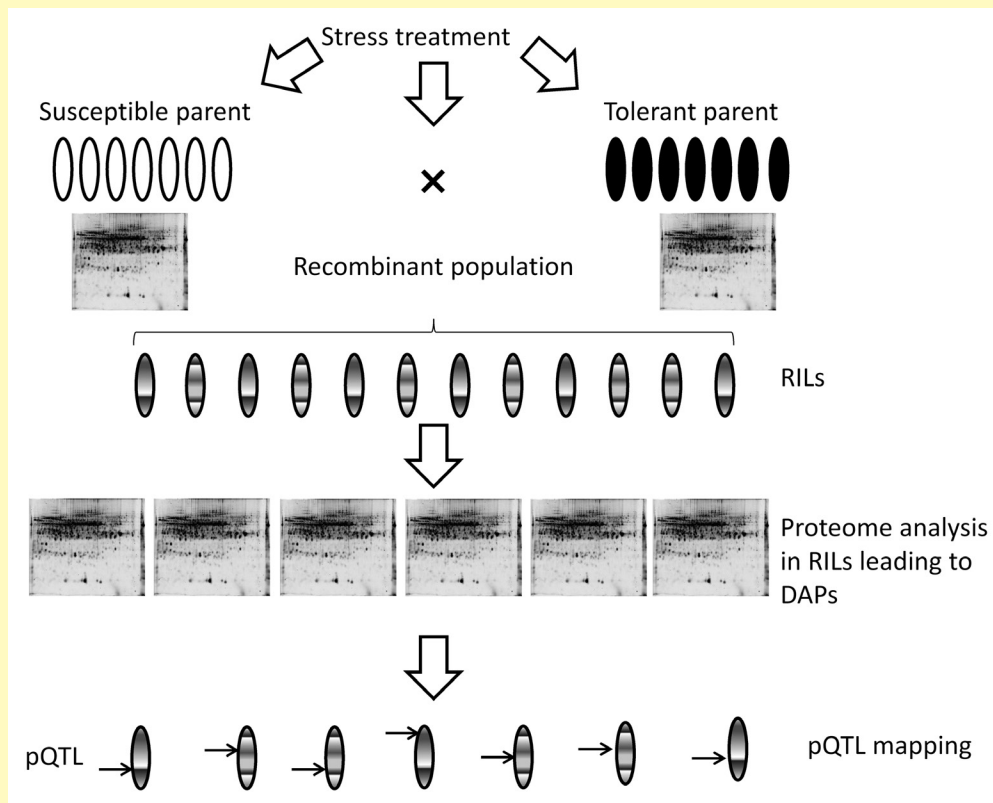 Stress treatment
Susceptible parent
Tolerant parent
×
Recombinant population
RILs
Proteome analysis
in RILs leading to
DAPs
pQTL
pQTL mapping